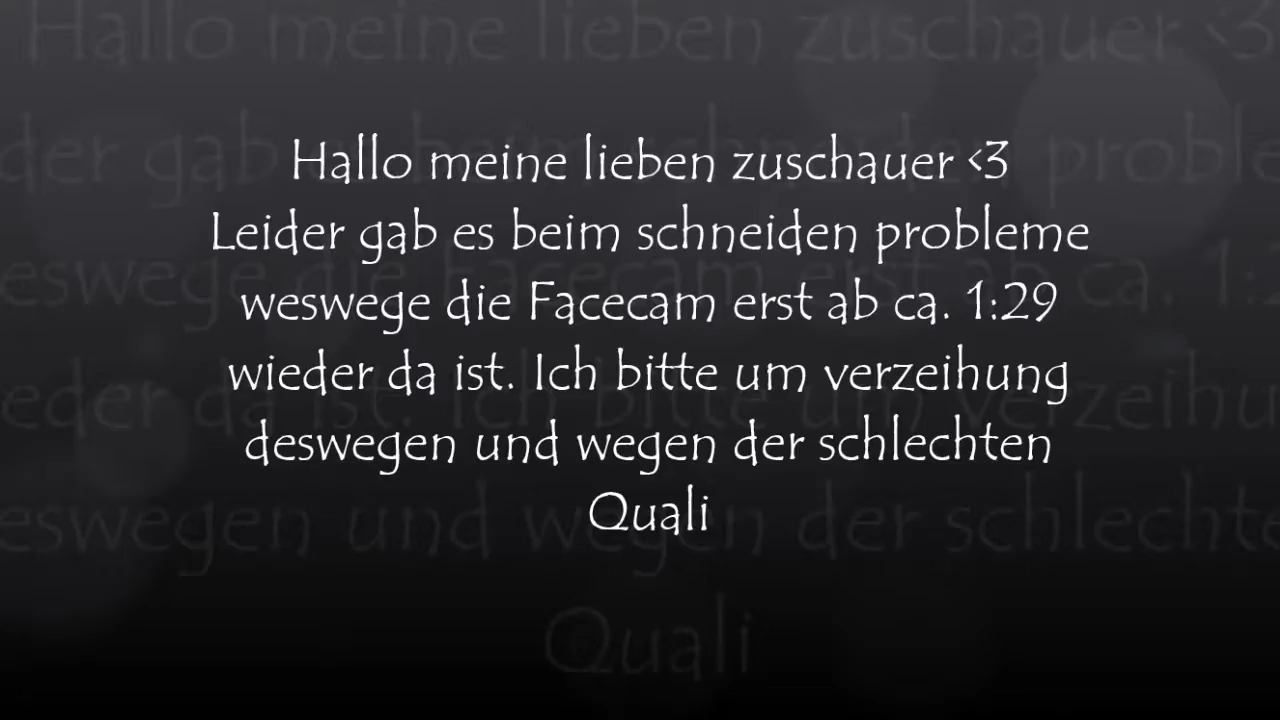 Hallo meine lieben zuschauer <3
Leider gab es beim schneiden probleme
weswege die Facecam erst ab ca. 1:29
wieder da ist. Ich bitte um verzeihung
deswegen und wegen der schlechten
Quali